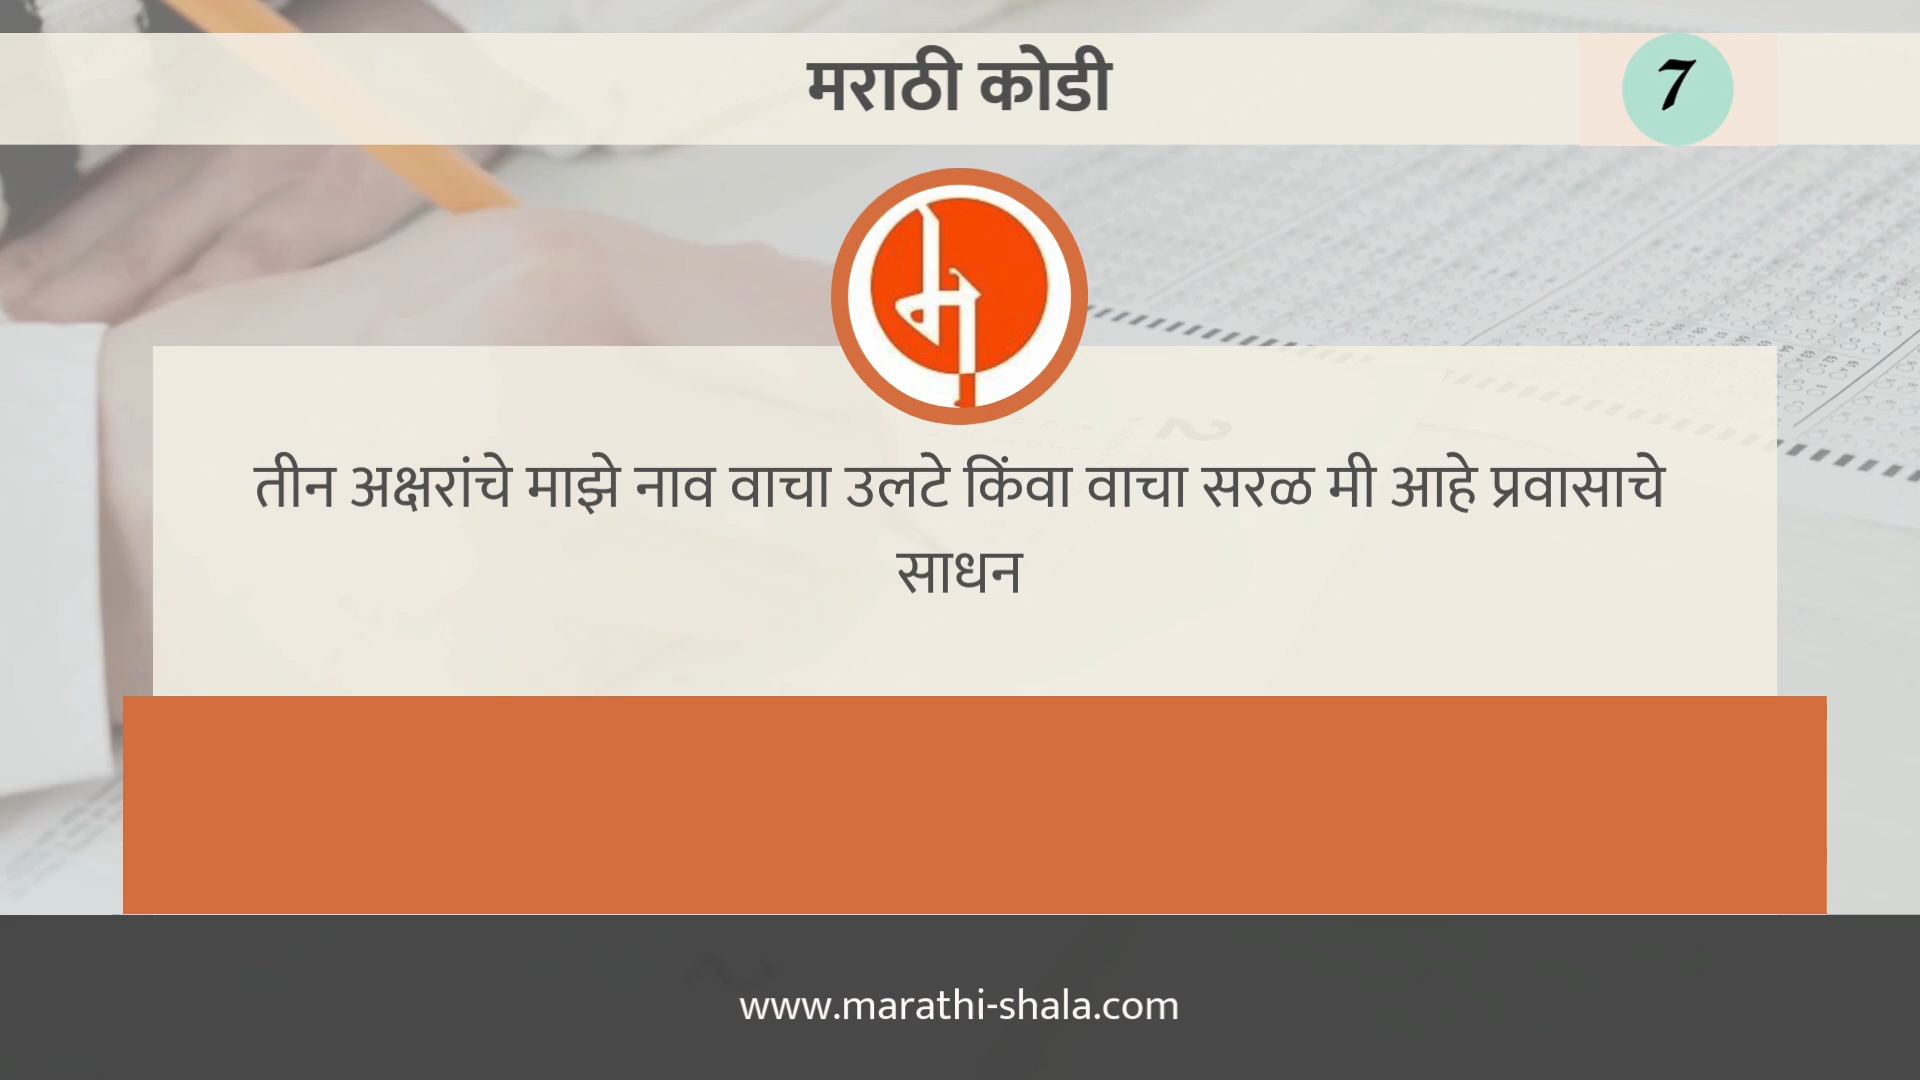 मराठी कोडी
7
तीन अक्षरांचे माझे नाव वाचा उलटे किंवा वाचा सरळ मी आहे प्रवासाचे
साधन
www.marathi-shala.com